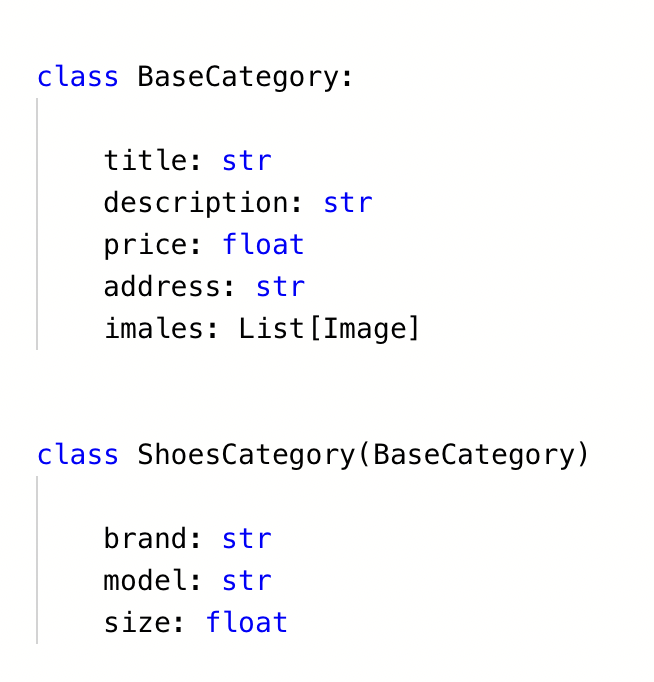 class BaseCategory:
title: str
description: str
price: float
address: str
imales: List[Image]
class ShoesCategory(BaseCategory)
brand: str
model: str
size: float